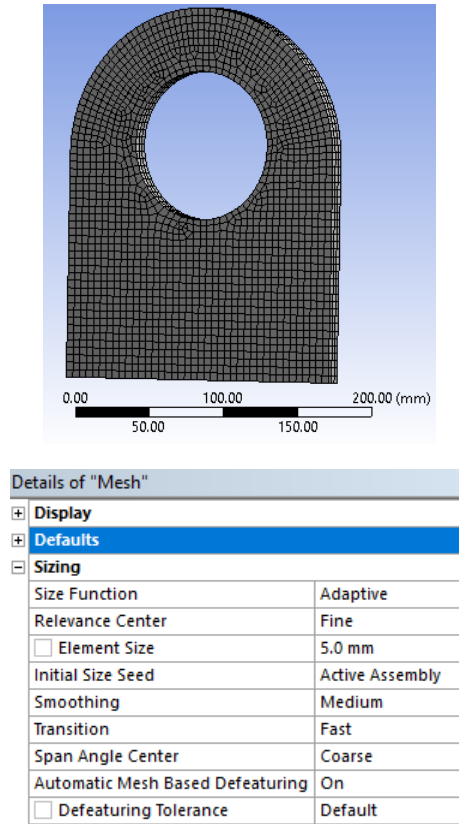 0.00 100.00 200.00 (mm)
50.00 150.00
Details of "Mesh"
Display
Defaults
Sizing
Size Function Adaptive
Relevance Center Fine
Element Size 5.0 mm
Initial Size Seed Active Assembly
Smoothing Medium
Transition Fast
Span Angle Center Coarse
Automatic Mesh Based Defeaturing On
Defeaturing Tolerance Default